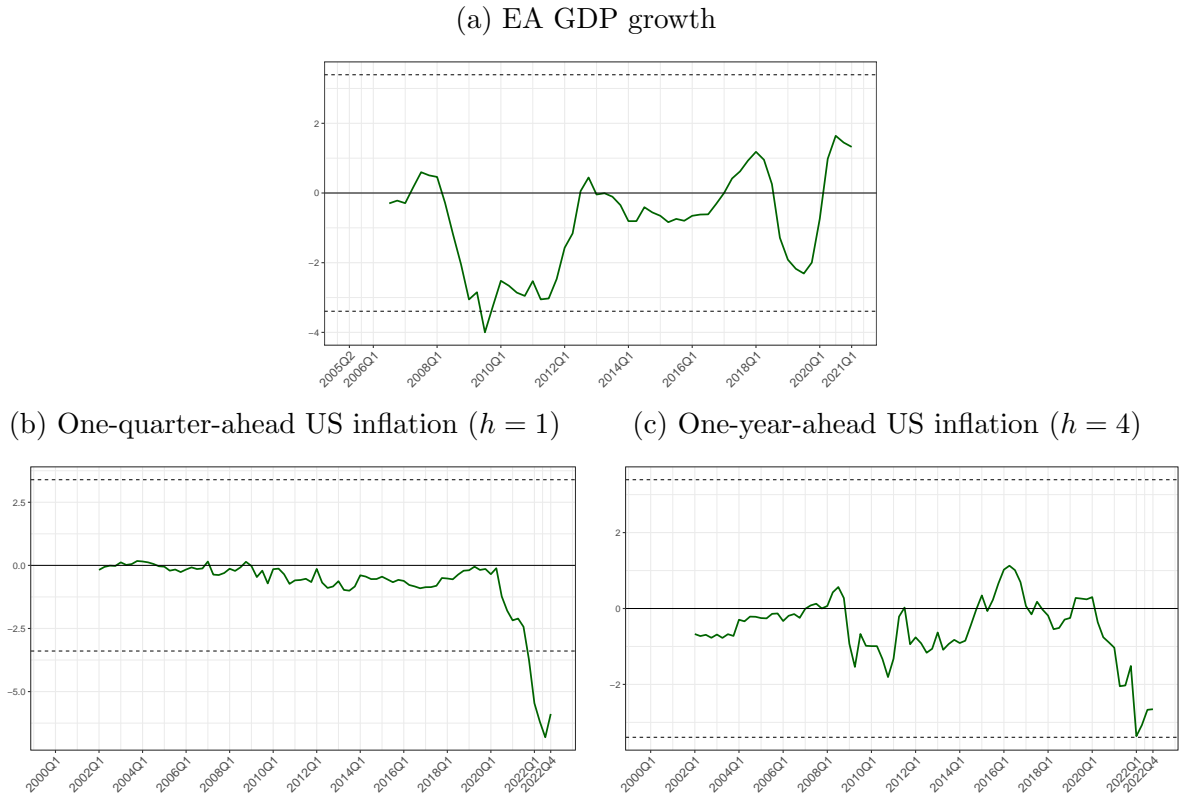 (a) EA GDP growth
2
0
−2
−4
2005Q2 2006Q1 2008Q1 2010Q1 2012Q1 2014Q1 2016Q1 2018Q1 2020Q1 2021Q1
(b) One-quarter-ahead US inflation (h = 1)
2.5
0.0
−2.5
−5.0
2000Q1 2002Q1 2004Q1 2006Q1 2008Q1 2010Q1 2012Q1 2014Q1 2016Q1 2018Q1 2020Q1 2022Q1 2022Q4
(c) One-year-ahead US inflation (h = 4)
2
0
−2
2000Q1 2002Q1 2004Q1 2006Q1 2008Q1 2010Q1 2012Q1 2014Q1 2016Q1 2018Q1 2020Q1 2022Q1 2022Q4